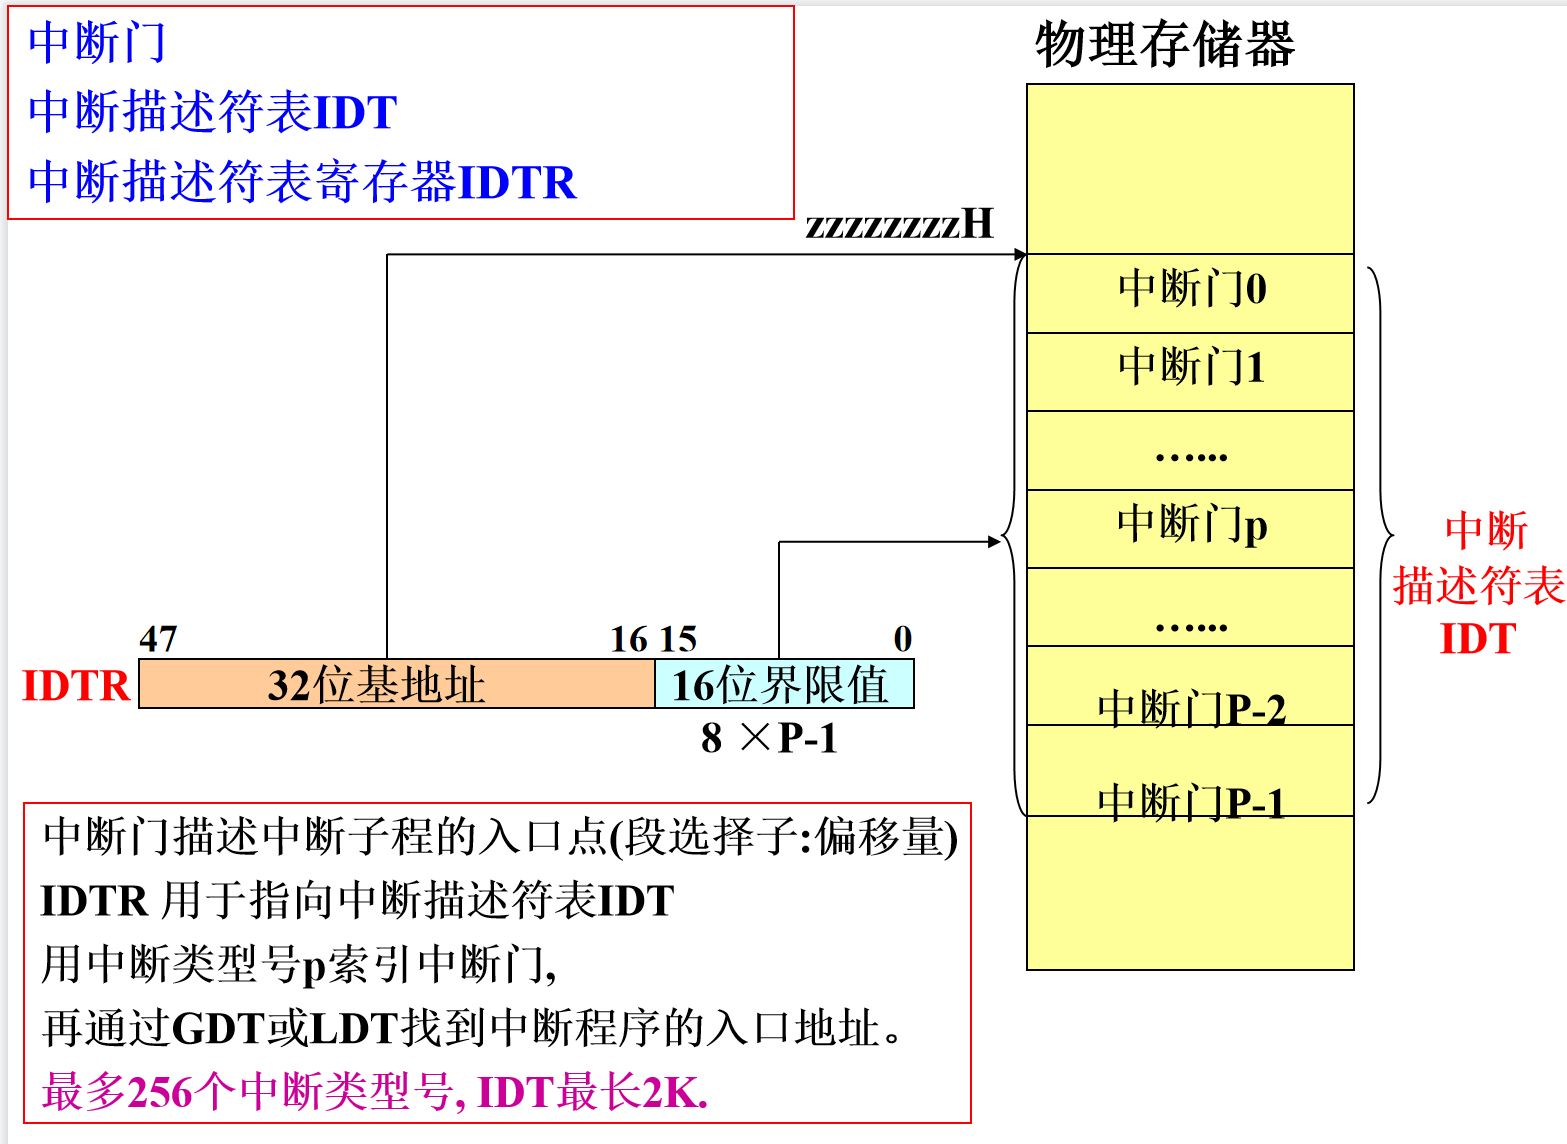 中断门
中断描述符表IDT
中断描述符表寄存器IDTR
物理存储器
zzzzzzzzH
中断门0
中断门1
…...
中断门p
…...
中断门P-2
中断门P-1
中断
描述符表
IDT
47 16 15 0
IDTR 32位基地址 16位界限值
8 ×P-1
中断门描述中断子程的入口点(段选择子:偏移量)
IDTR 用于指向中断描述符表IDT
用中断类型号p索引中断门,
再通过GDT或LDT找到中断程序的入口地址。
最多256个中断类型号, IDT最长2K.